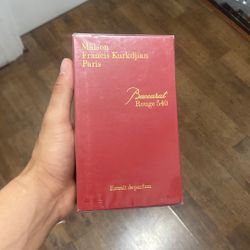 Maison
Francis Kurkdjian
Paris
Baccarat
Rouge 540
Extrait de parfum